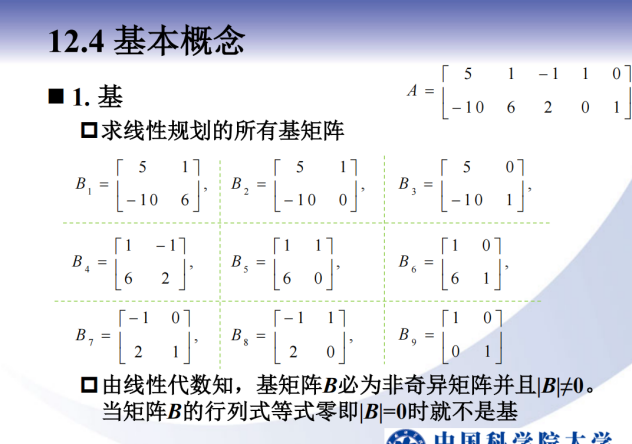 12.4 基本概念
■ 1. 基
A = [ 5 1 −1 1 0 ; −10 6 2 0 1 ]
求线性规划的所有基矩阵
B₁ = [ 5 1 ; −10 6 ], B₂ = [ 5 1 ; −10 0 ], B₃ = [ 5 0 ; −10 1 ],
B₄ = [ 1 −1 ; 6 2 ], B₅ = [ 1 1 ; 6 0 ], B₆ = [ 1 0 ; 6 1 ],
B₇ = [ −1 0 ; 2 1 ], B₈ = [ −1 1 ; 2 0 ], B₉ = [ 1 0 ; 0 1 ]
由线性代数知，基矩阵B必为非奇异矩阵并且|B|≠0。
当矩阵B的行列式等式零即|B|=0时就不是基
中国科学院大学